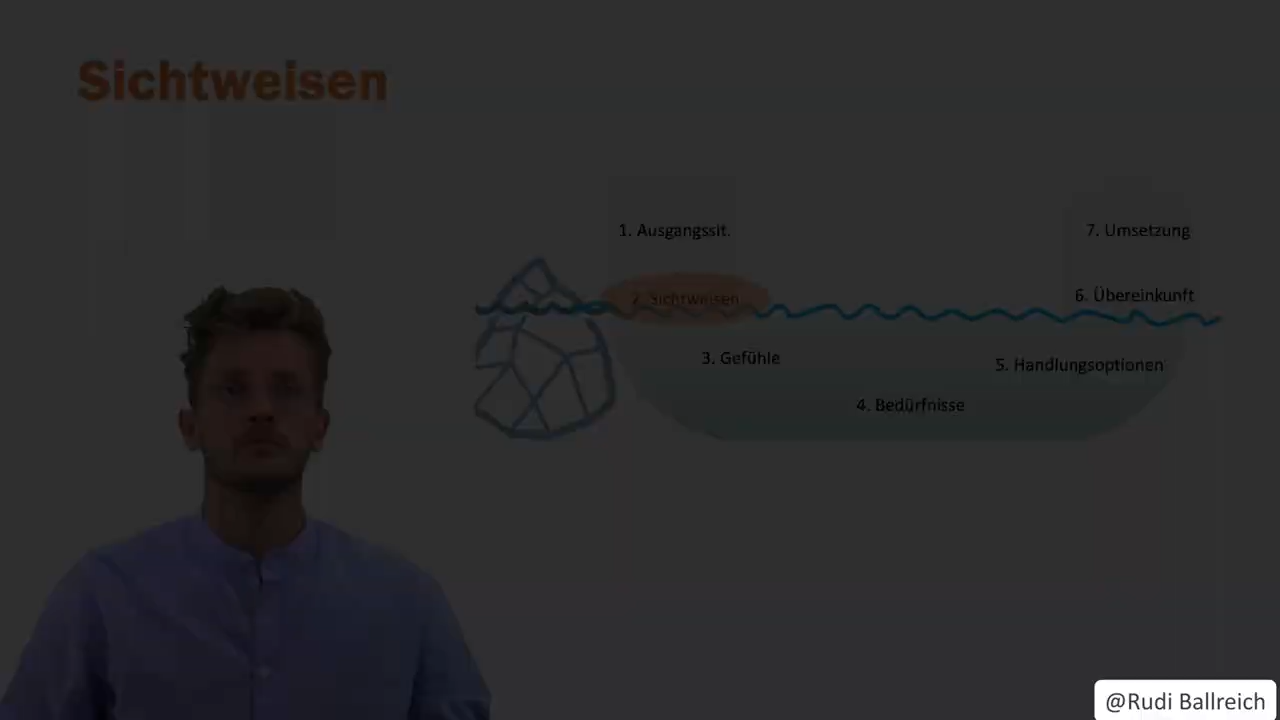 Sichtweisen
1. Ausgangssit.
7. Umsetzung
2. Sichtweisen
6. Übereinkunft
3. Gefühle
5. Handlungsoptionen
4. Bedürfnisse
@Rudi Ballreich